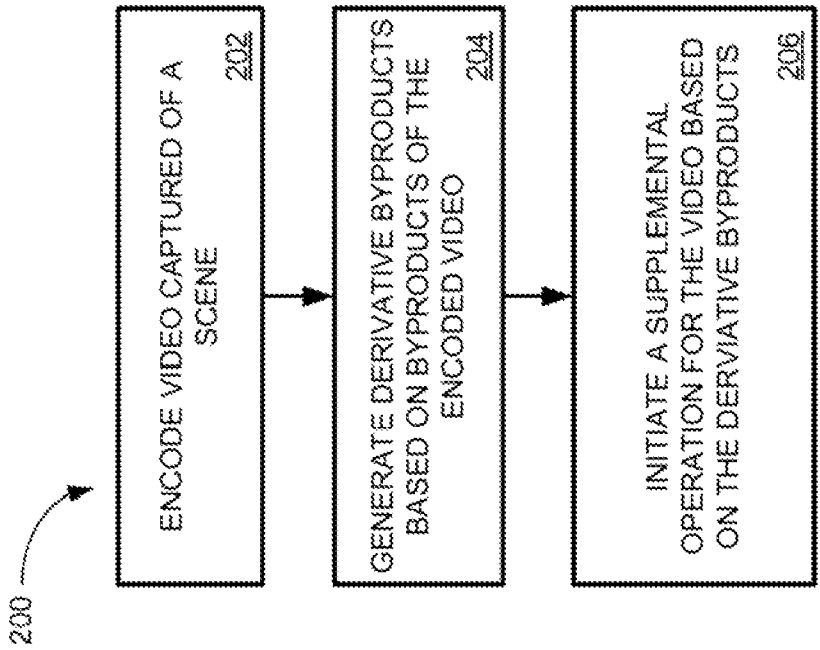 200
ENCODE VIDEO CAPTURED OF A
SCENE
202
GENERATE DERIVATIVE BYPRODUCTS
BASED ON BYPRODUCTS OF THE
ENCODED VIDEO
204
INITIATE A SUPPLEMENTAL
OPERATION FOR THE VIDEO BASED
ON THE DERVIATIVE BYPRODUCTS
206